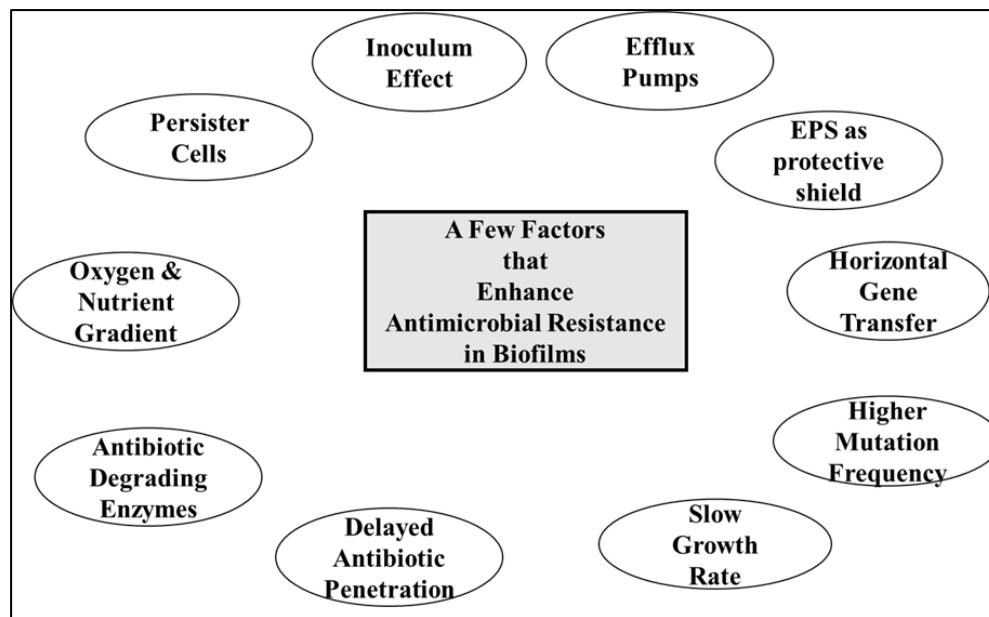 Inoculum
Effect
Efflux
Pumps
Persister
Cells
EPS as
protective
shield
A Few Factors
that
Enhance
Antimicrobial Resistance
in Biofilms
Oxygen &
Nutrient
Gradient
Horizontal
Gene
Transfer
Higher
Mutation
Frequency
Antibiotic
Degrading
Enzymes
Delayed
Antibiotic
Penetration
Slow
Growth
Rate